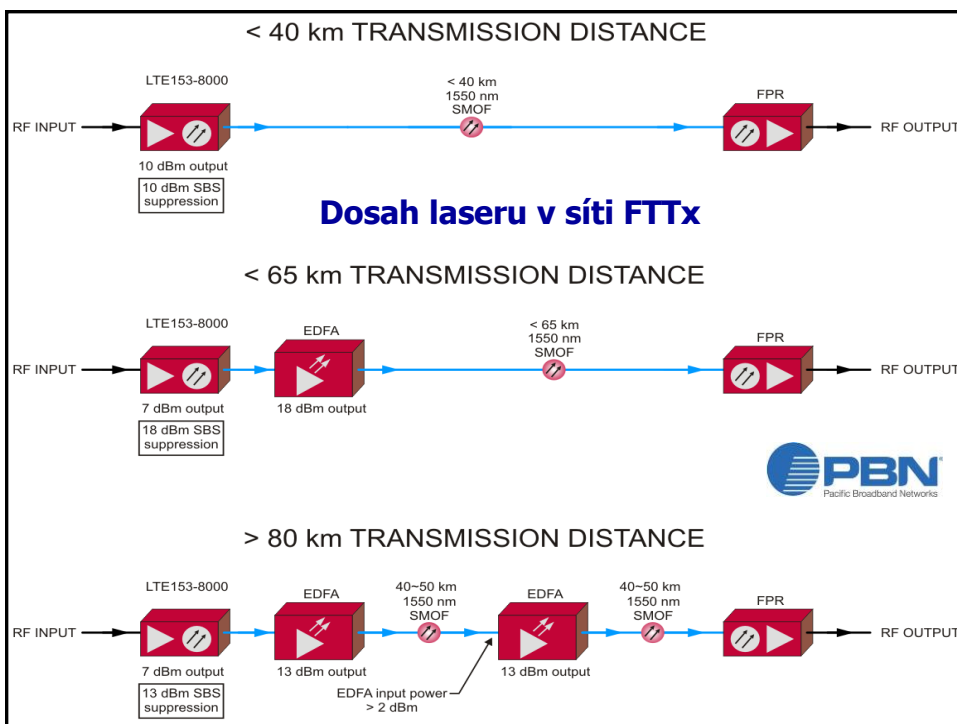 < 40 km TRANSMISSION DISTANCE
LTE153-8000
< 40 km
1550 nm
SMOF
FPR
RF INPUT
RF OUTPUT
10 dBm output
10 dBm SBS
suppression
Dosah laseru v síti FTTx
< 65 km TRANSMISSION DISTANCE
LTE153-8000
EDFA
< 65 km
1550 nm
SMOF
FPR
RF INPUT
RF OUTPUT
7 dBm output
18 dBm output
18 dBm SBS
suppression
PBN
Pacific Broadband Networks
> 80 km TRANSMISSION DISTANCE
LTE153-8000
EDFA
40~50 km
1550 nm
SMOF
EDFA
40~50 km
1550 nm
SMOF
FPR
RF INPUT
RF OUTPUT
7 dBm output
13 dBm output
13 dBm output
13 dBm SBS
suppression
EDFA input power
> 2 dBm